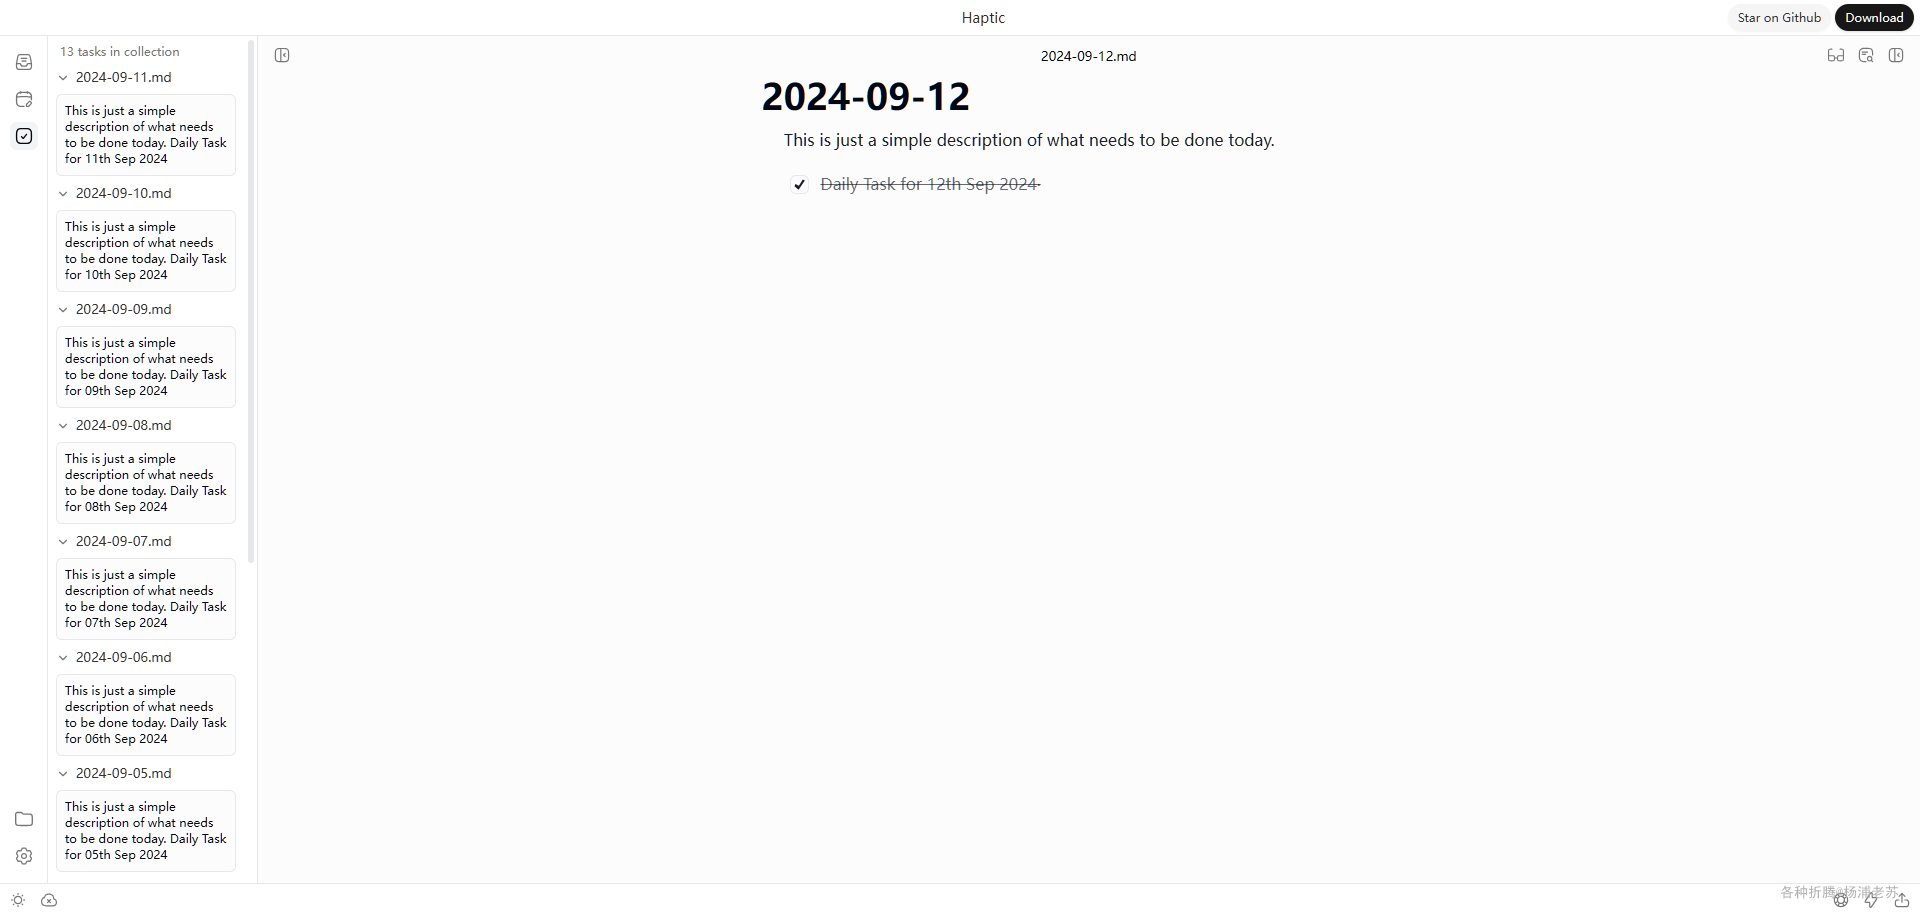 Haptic
Star on Github
Download
13 tasks in collection
2024-09-11.md
This is just a simple
description of what needs
to be done today. Daily Task
for 11th Sep 2024
2024-09-10.md
This is just a simple
description of what needs
to be done today. Daily Task
for 10th Sep 2024
2024-09-09.md
This is just a simple
description of what needs
to be done today. Daily Task
for 09th Sep 2024
2024-09-08.md
This is just a simple
description of what needs
to be done today. Daily Task
for 08th Sep 2024
2024-09-07.md
This is just a simple
description of what needs
to be done today. Daily Task
for 07th Sep 2024
2024-09-06.md
This is just a simple
description of what needs
to be done today. Daily Task
for 06th Sep 2024
2024-09-05.md
This is just a simple
description of what needs
to be done today. Daily Task
for 05th Sep 2024
2024-09-12.md
2024-09-12
This is just a simple description of what needs to be done today.
Daily Task for 12th Sep 2024
各种折腾@杨浦老苏